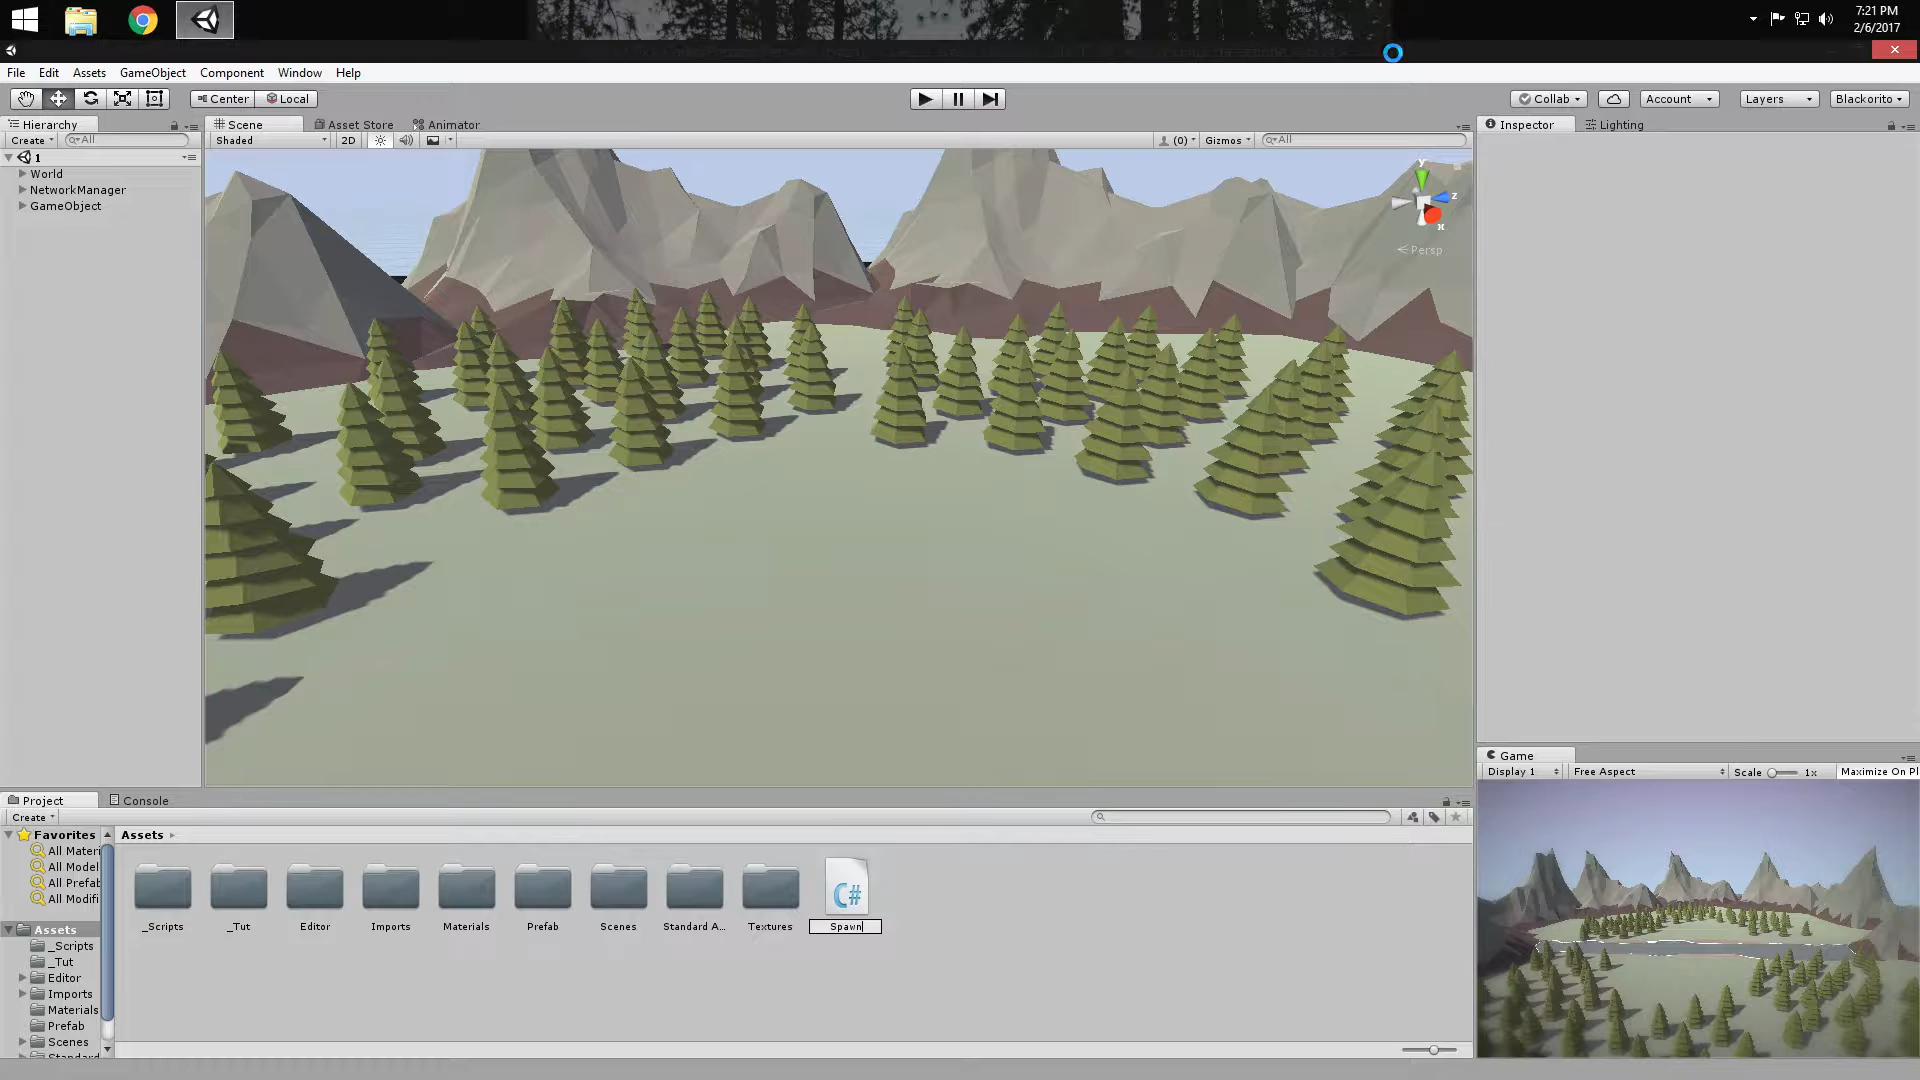 7:21 PM
2/6/2017
File Edit Assets GameObject Component Window Help
Center Local
Collab Account Layers Blackorito
Hierarchy
Create All
1
World
NetworkManager
GameObject
Scene Asset Store Animator
Shaded 2D (0) Gizmos All
y
z
x
Persp
Inspector Lighting
Game
Display 1 Free Aspect Scale 1x Maximize On Pl
Project Console
Create
Favorites
All Materi
All Model
All Prefab
All Modifi
Assets
_Scripts
_Tut
Editor
Imports
Materials
Prefab
Scenes
Standard
Assets
C#
_Scripts _Tut Editor Imports Materials Prefab Scenes Standard A... Textures Spawn